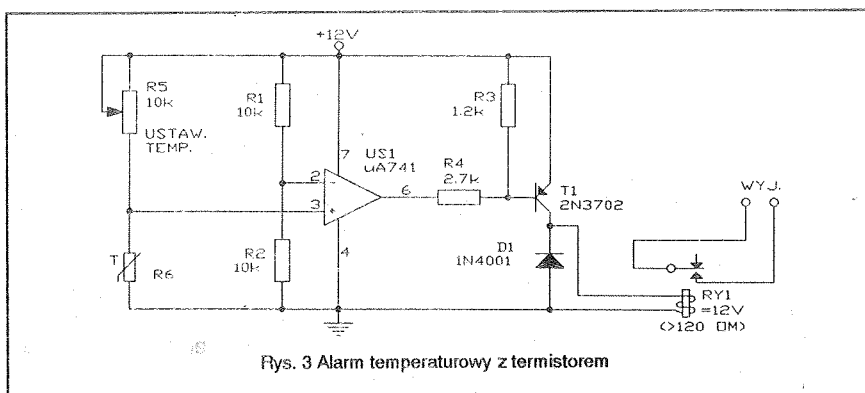 +12V
R5
10k
USTAW.
TEMP.
R1
10k
R3
1.2k
7
US1
uA741
2
-
3
+
6
4
R4
2.7k
T1
2N3702
WYJ.
T
R6
R2
10k
D1
1N4001
RY1
=12V
(>120 OM)
Rys. 3 Alarm temperaturowy z termistorem